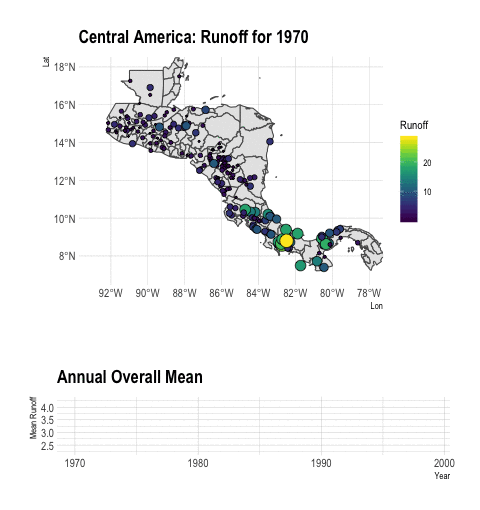 Central America: Runoff for 1970
Lat
18°N
16°N
14°N
12°N
10°N
8°N
92°W 90°W 88°W 86°W 84°W 82°W 80°W 78°W
Lon
Runoff
20
10
Annual Overall Mean
Mean Runoff
4.0
3.5
3.0
2.5
1970 1980 1990 2000
Year